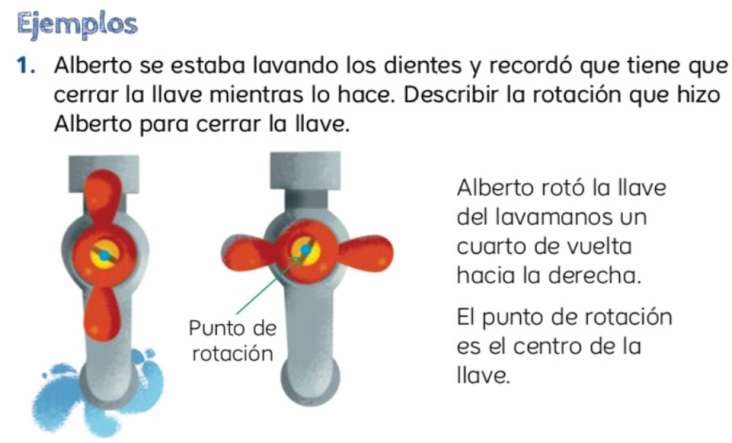 Ejemplos
1. Alberto se estaba lavando los dientes y recordó que tiene que
cerrar la llave mientras lo hace. Describir la rotación que hizo
Alberto para cerrar la llave.
Punto de
rotación
Alberto rotó la llave
del lavamanos un
cuarto de vuelta
hacia la derecha.
El punto de rotación
es el centro de la
llave.